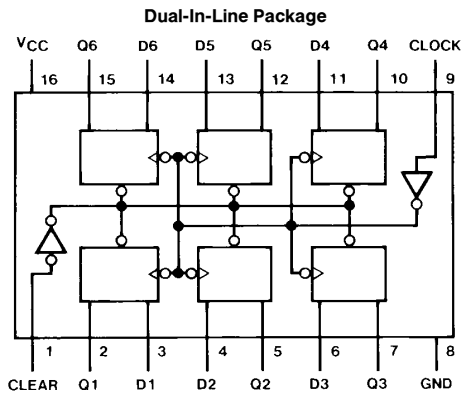 Dual-In-Line Package
VCC Q6 D6 D5 Q5 D4 Q4 CLOCK
16 15 14 13 12 11 10 9
1 2 3 4 5 6 7 8
CLEAR Q1 D1 D2 Q2 D3 Q3 GND